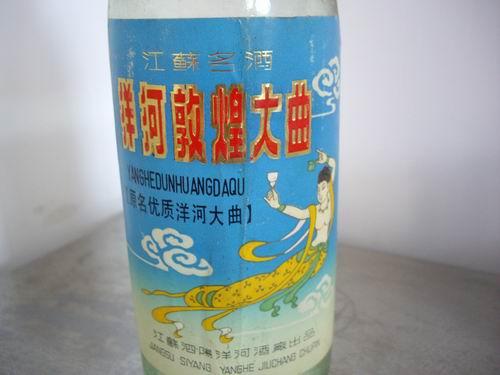 江蘇名酒
洋河敦煌大曲
YANGHEDUNHUANGDAQU
【原名优质洋河大曲】
江蘇泗陽洋河酒廠出品
JIANGSU SIYANG YANGHE JIUCHANG CHUPIN